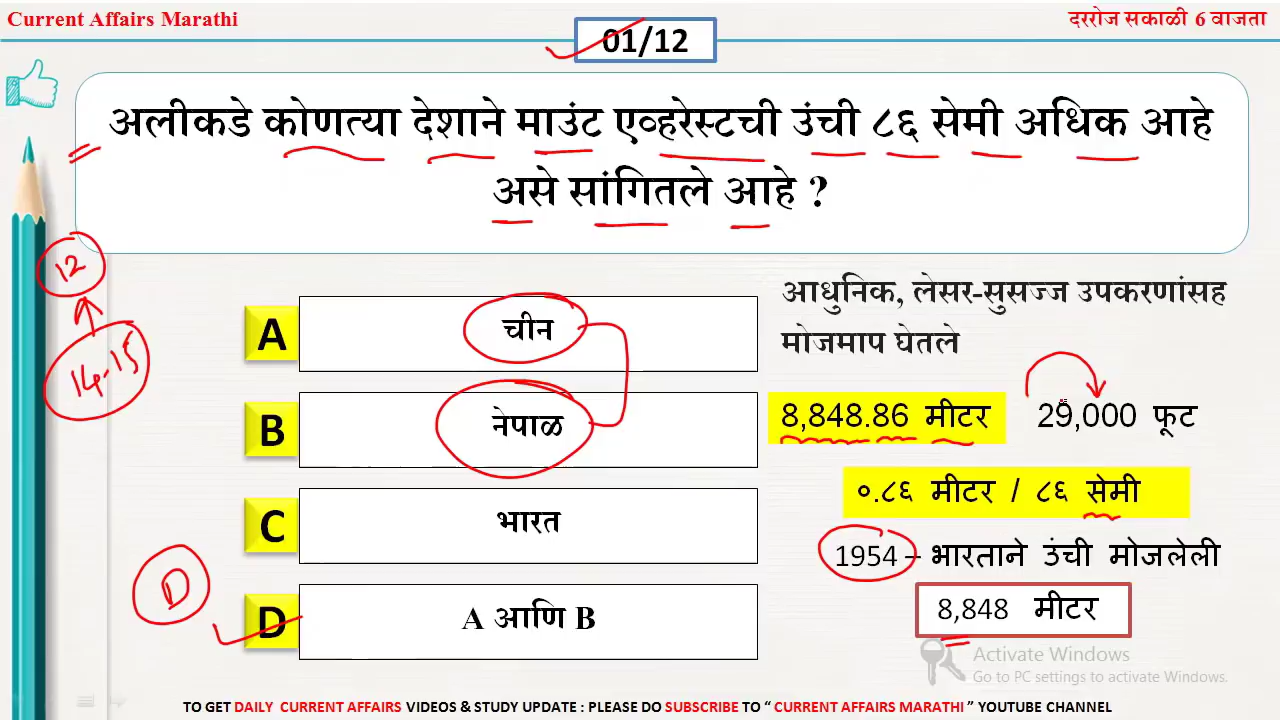 Current Affairs Marathi
दररोज सकाळी 6 वाजता
01/12
अलीकडे कोणत्या देशाने माउंट एव्हरेस्टची उंची ८६ सेमी अधिक आहे
असे सांगितले आहे ?
12
14-15
आधुनिक, लेसर-सुसज्ज उपकरणांसह
मोजमाप घेतले
A चीन
B नेपाळ
8,848.86 मीटर 29,000 फूट
०.८६ मीटर / ८६ सेमी
C भारत
1954 – भारताने उंची मोजलेली
8,848 मीटर
D
D A आणि B
Activate Windows
Go to PC settings to activate Windows.
TO GET DAILY CURRENT AFFAIRS VIDEOS & STUDY UPDATE : PLEASE DO SUBSCRIBE TO “ CURRENT AFFAIRS MARATHI ” YOUTUBE CHANNEL